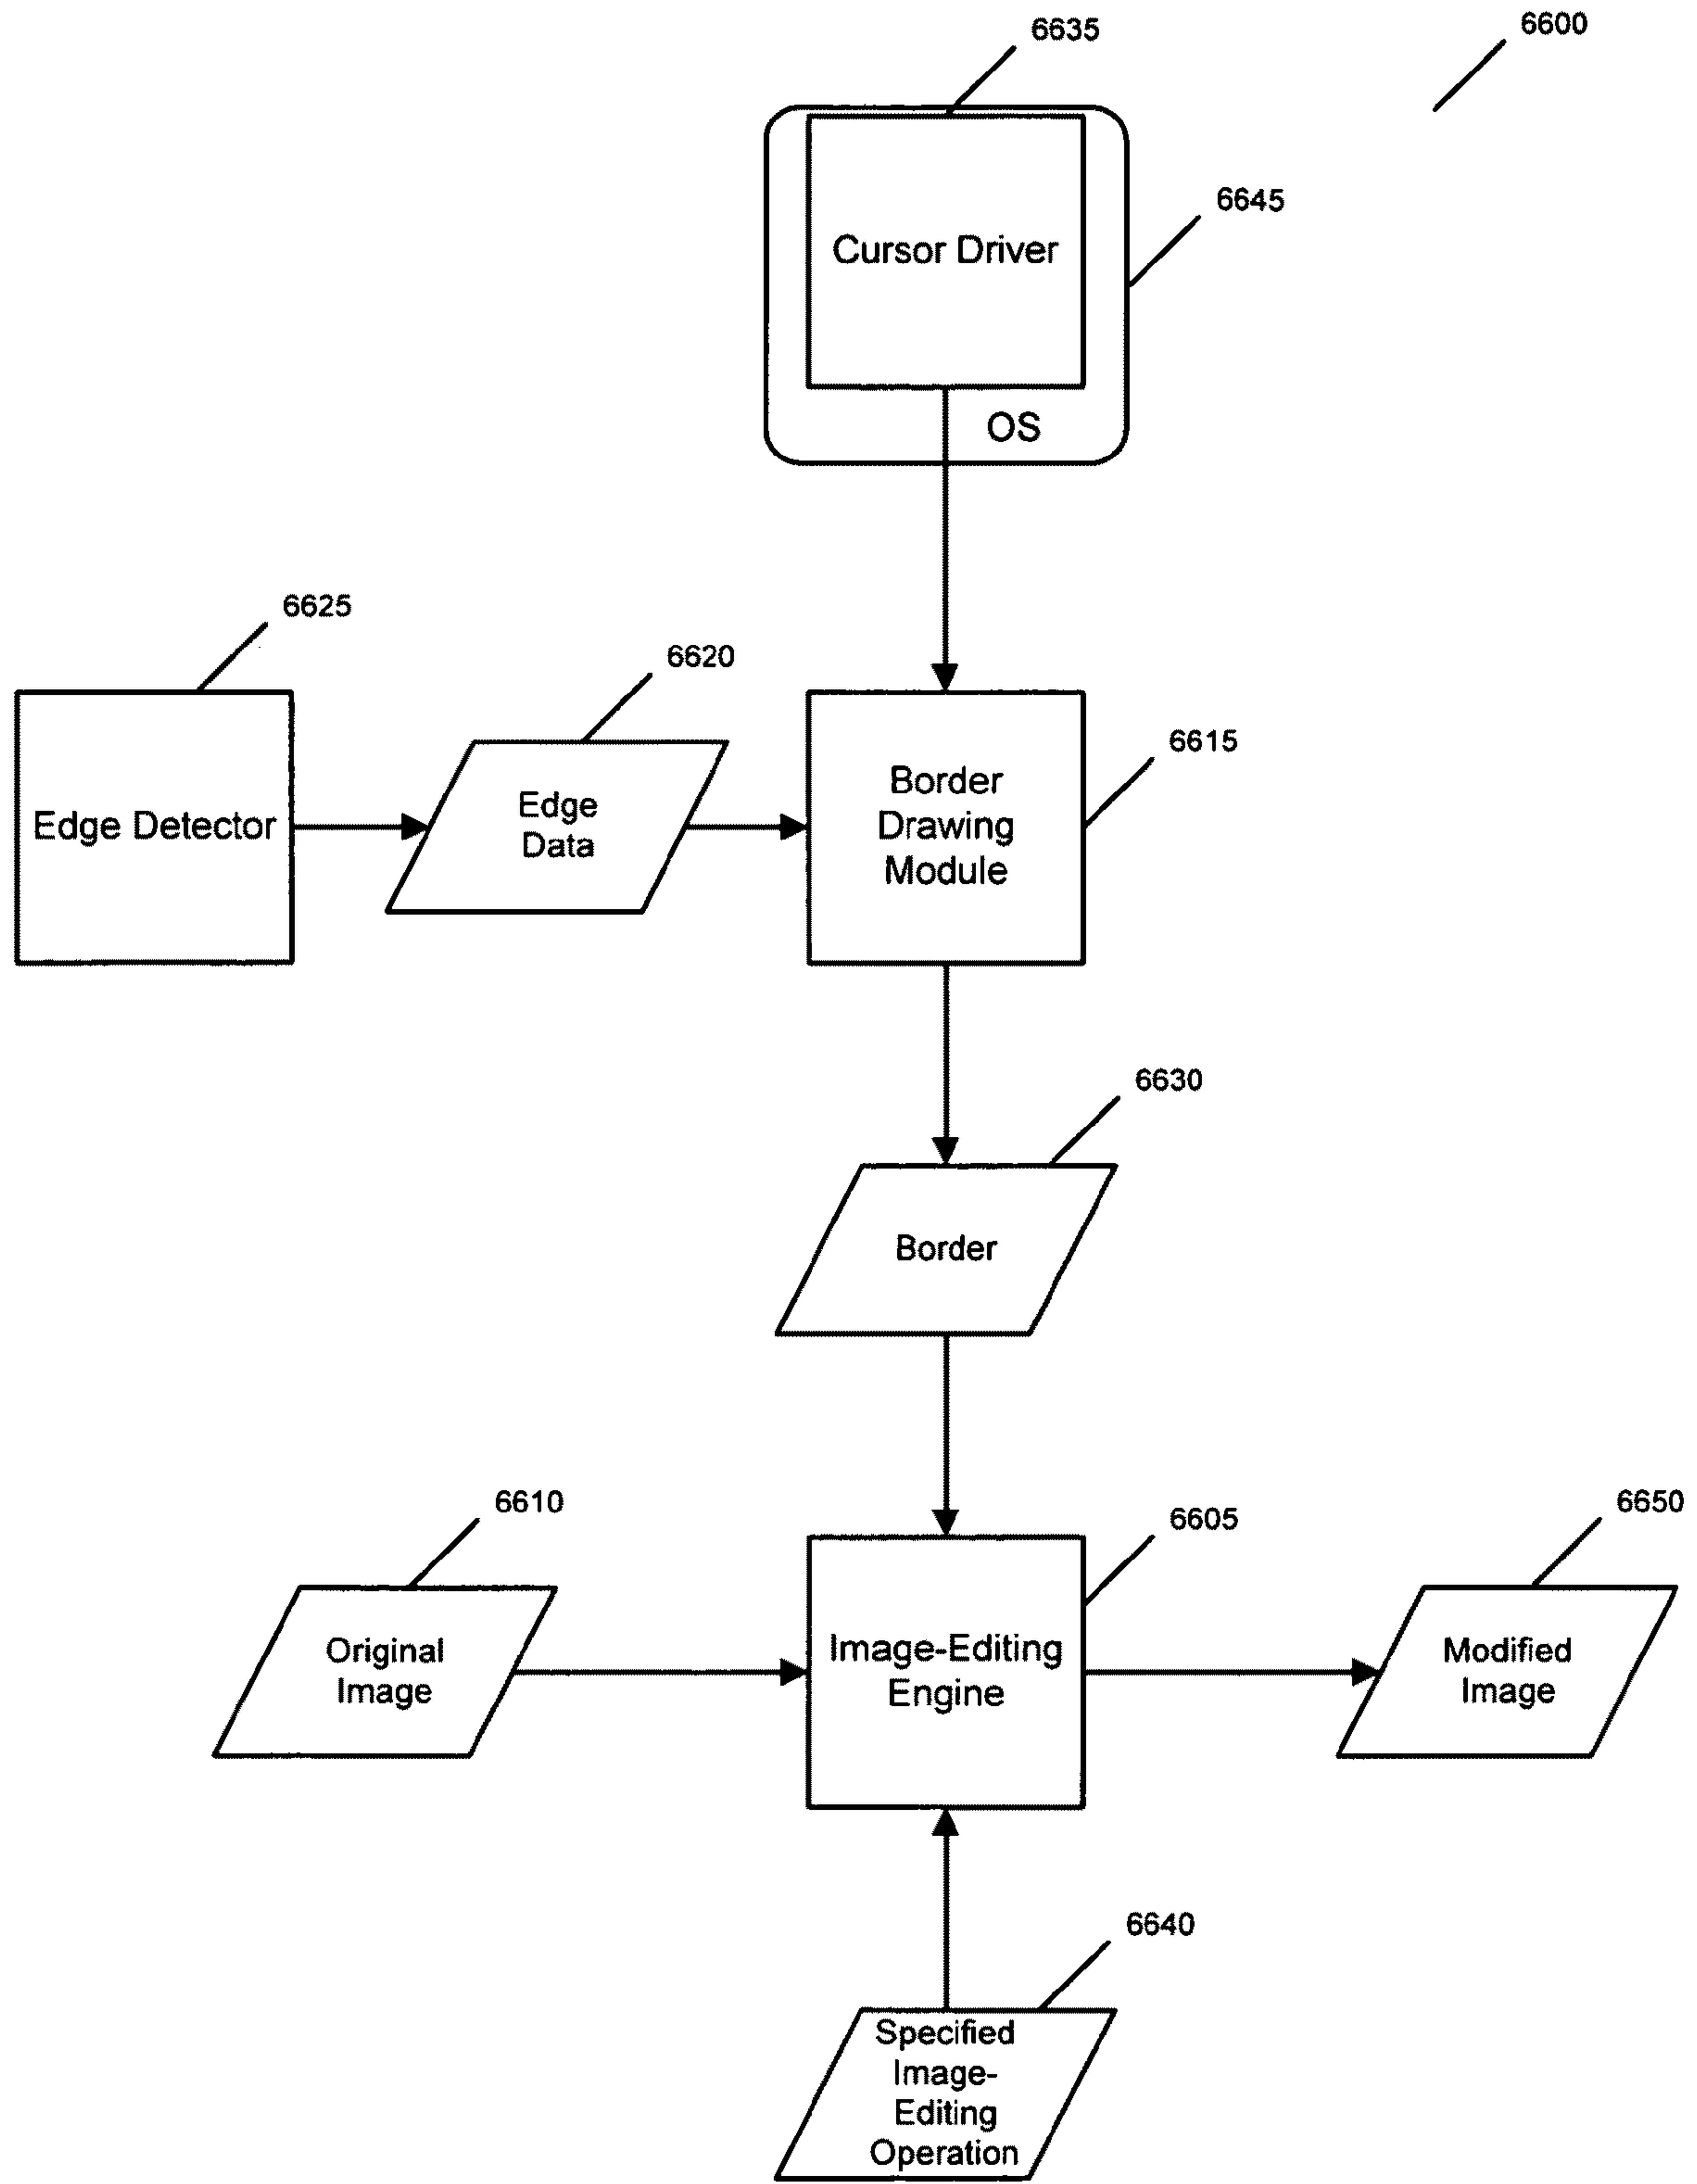 6635
6600
6645
Cursor Driver
OS
6625
6620
6615
Edge Detector
Edge
Data
Border
Drawing
Module
6630
Border
6610
6605
6650
Original
Image
Image-Editing
Engine
Modified
Image
6640
Specified
Image-
Editing
Operation